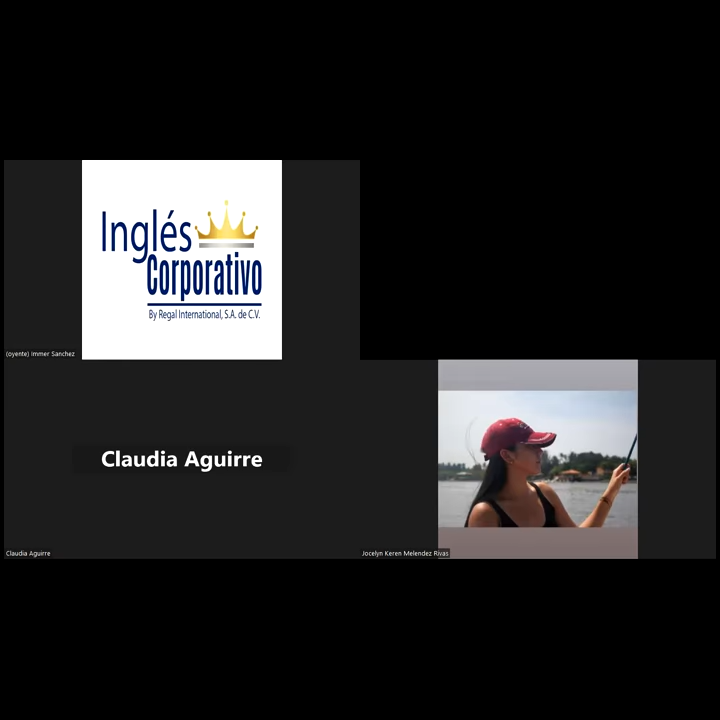 Inglés
Corporativo
By Regal International, S.A. de C.V.
(oyente) Immer Sanchez
Claudia Aguirre
Claudia Aguirre
Jocelyn Keren Melendez Rivas